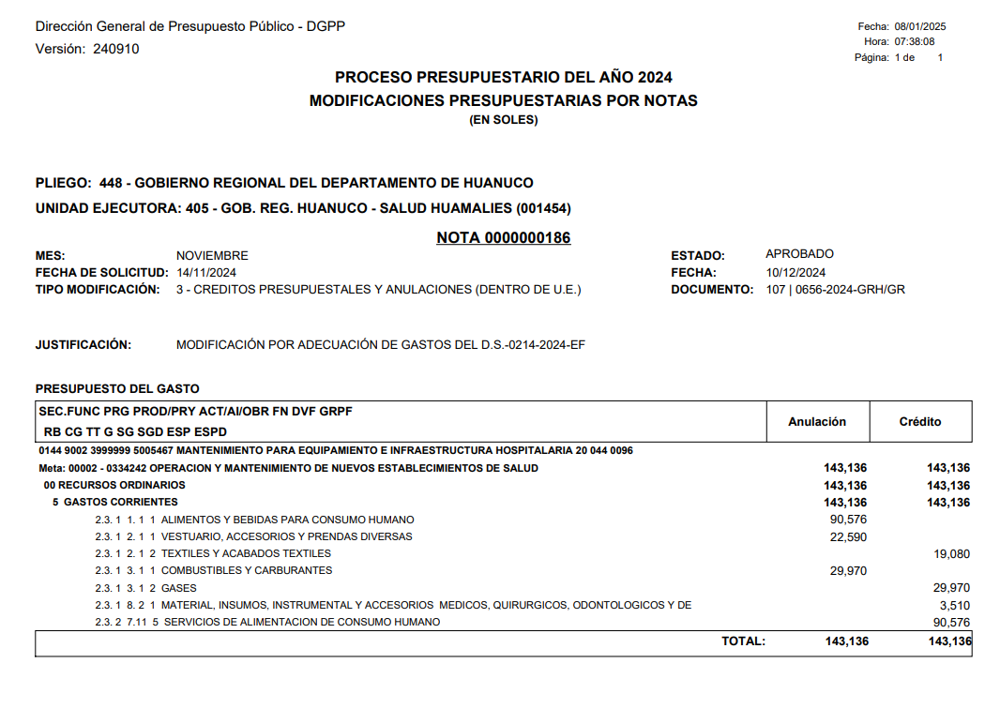 Dirección General de Presupuesto Público - DGPP
Versión: 240910
Fecha: 08/01/2025
Hora: 07:38:08
Página: 1 de 1
PROCESO PRESUPUESTARIO DEL AÑO 2024
MODIFICACIONES PRESUPUESTARIAS POR NOTAS
(EN SOLES)
PLIEGO: 448 - GOBIERNO REGIONAL DEL DEPARTAMENTO DE HUANUCO
UNIDAD EJECUTORA: 405 - GOB. REG. HUANUCO - SALUD HUAMALIES (001454)
NOTA 0000000186
MES: NOVIEMBRE ESTADO: APROBADO
FECHA DE SOLICITUD: 14/11/2024 FECHA: 10/12/2024
TIPO MODIFICACIÓN: 3 - CREDITOS PRESUPUESTALES Y ANULACIONES (DENTRO DE U.E.) DOCUMENTO: 107 | 0656-2024-GRH/GR
JUSTIFICACIÓN: MODIFICACIÓN POR ADECUACIÓN DE GASTOS DEL D.S.-0214-2024-EF
PRESUPUESTO DEL GASTO
SEC.FUNC PRG PROD/PRY ACT/AI/OBR FN DVF GRPF
RB CG TT G SG SGD ESP ESPD Anulación Crédito
0144 9002 3999999 5005467 MANTENIMIENTO PARA EQUIPAMIENTO E INFRAESTRUCTURA HOSPITALARIA 20 044 0096
Meta: 00002 - 0334242 OPERACION Y MANTENIMIENTO DE NUEVOS ESTABLECIMIENTOS DE SALUD 143,136 143,136
00 RECURSOS ORDINARIOS 143,136 143,136
5 GASTOS CORRIENTES 143,136 143,136
2.3. 1 1. 1 1 ALIMENTOS Y BEBIDAS PARA CONSUMO HUMANO 90,576
2.3. 1 2. 1 1 VESTUARIO, ACCESORIOS Y PRENDAS DIVERSAS 22,590
2.3. 1 2. 1 2 TEXTILES Y ACABADOS TEXTILES 19,080
2.3. 1 3. 1 1 COMBUSTIBLES Y CARBURANTES 29,970
2.3. 1 3. 1 2 GASES 29,970
2.3. 1 8. 2 1 MATERIAL, INSUMOS, INSTRUMENTAL Y ACCESORIOS MEDICOS, QUIRURGICOS, ODONTOLOGICOS Y DE 3,510
2.3. 2 7.11 5 SERVICIOS DE ALIMENTACION DE CONSUMO HUMANO 90,576
TOTAL: 143,136 143,136